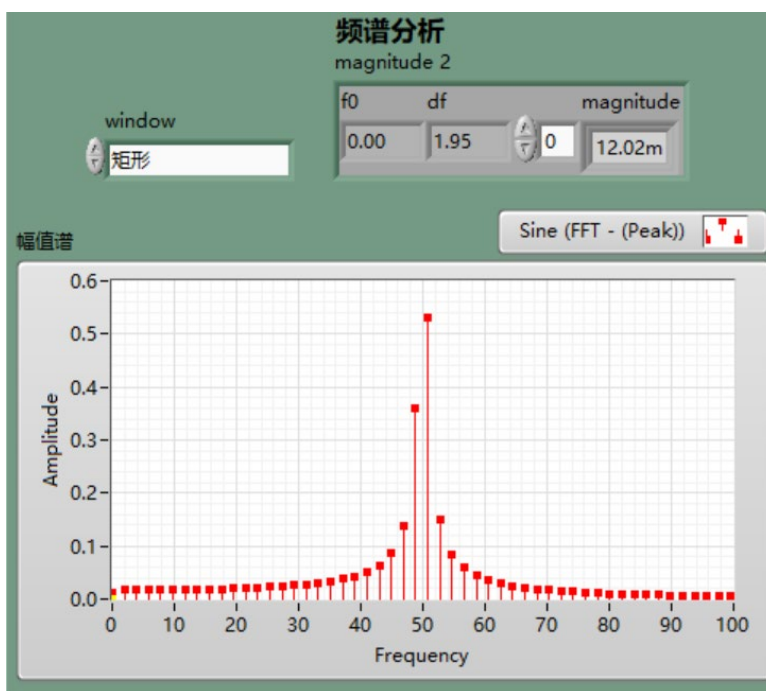 频谱分析
magnitude 2
f0 df magnitude
0.00 1.95 0 12.02m
window
矩形
Sine (FFT - (Peak))
幅值谱
0.6
0.5
0.4
0.3
0.2
0.1
0.0
Amplitude
0 10 20 30 40 50 60 70 80 90 100
Frequency